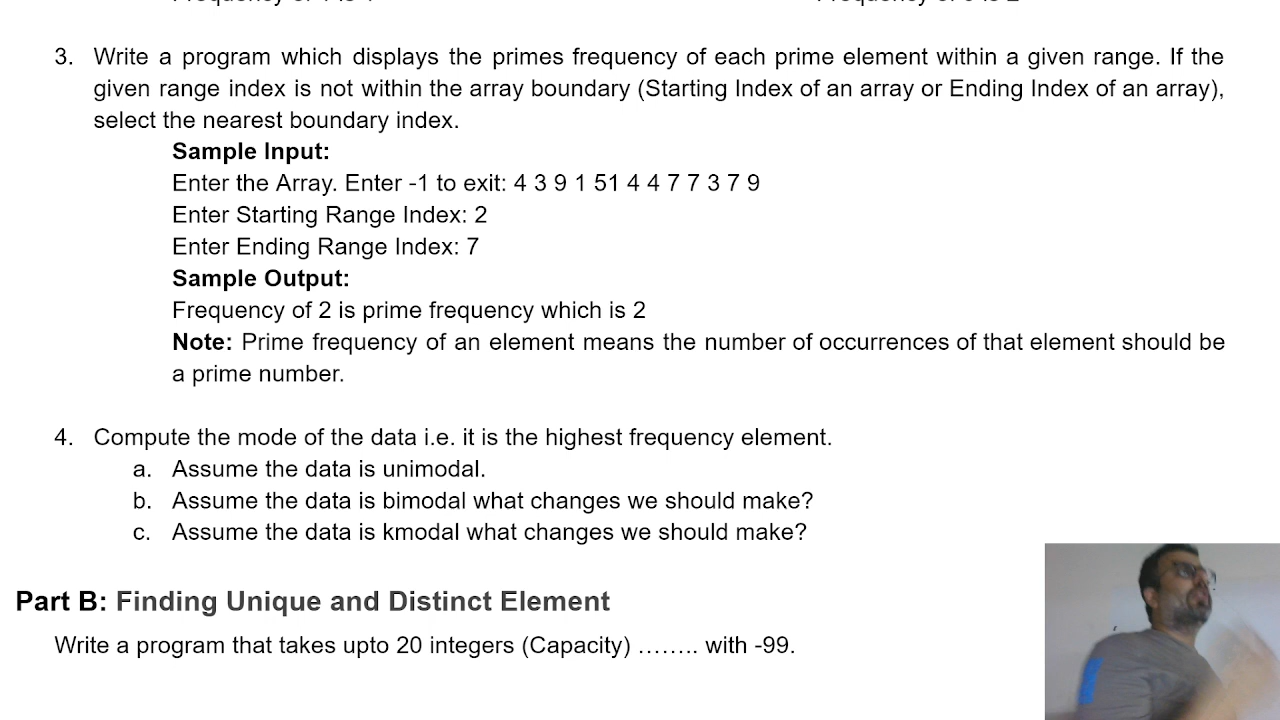 3. Write a program which displays the primes frequency of each prime element within a given range. If the
given range index is not within the array boundary (Starting Index of an array or Ending Index of an array),
select the nearest boundary index.
Sample Input:
Enter the Array. Enter -1 to exit: 4 3 9 1 51 4 4 7 7 3 7 9
Enter Starting Range Index: 2
Enter Ending Range Index: 7
Sample Output:
Frequency of 2 is prime frequency which is 2
Note: Prime frequency of an element means the number of occurrences of that element should be
a prime number.
4. Compute the mode of the data i.e. it is the highest frequency element.
a. Assume the data is unimodal.
b. Assume the data is bimodal what changes we should make?
c. Assume the data is kmodal what changes we should make?
Part B: Finding Unique and Distinct Element
Write a program that takes upto 20 integers (Capacity) …….. with -99.